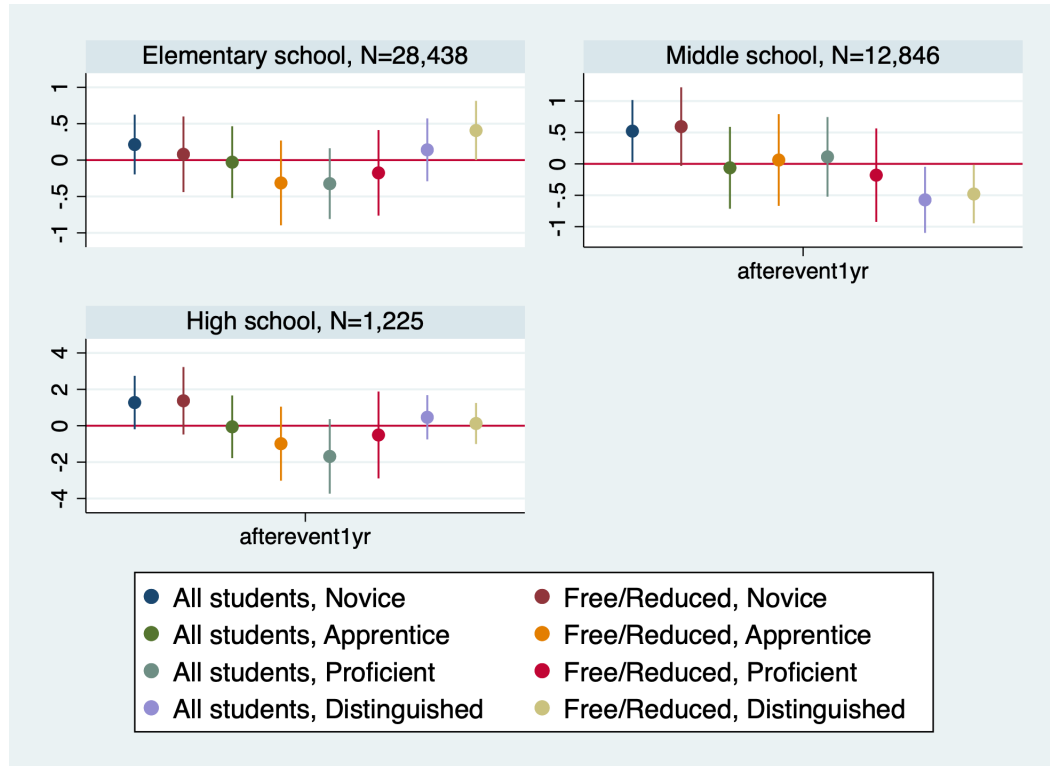 Elementary school, N=28,438
1
.5
0
-.5
-1
Middle school, N=12,846
1
.5
0
-.5
-1
afterevent1yr
High school, N=1,225
4
2
0
-2
-4
afterevent1yr
All students, Novice
Free/Reduced, Novice
All students, Apprentice
Free/Reduced, Apprentice
All students, Proficient
Free/Reduced, Proficient
All students, Distinguished
Free/Reduced, Distinguished